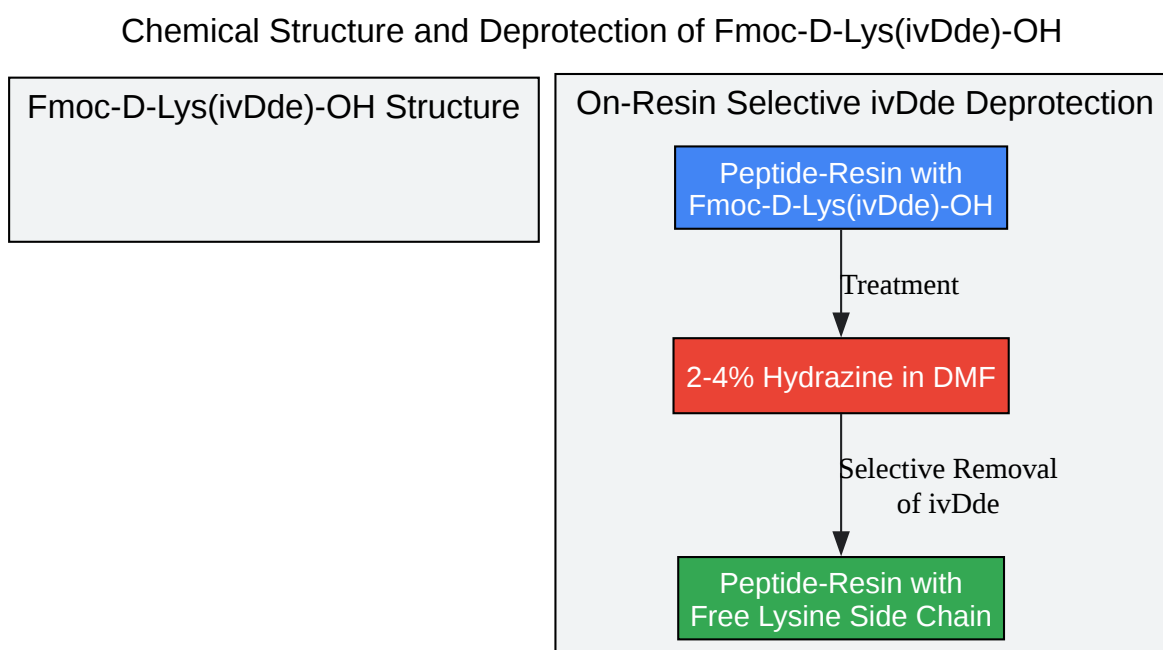 Chemical Structure and Deprotection of Fmoc-D-Lys(ivDde)-OH
Fmoc-D-Lys(ivDde)-OH Structure
On-Resin Selective ivDde Deprotection
Peptide-Resin with
Fmoc-D-Lys(ivDde)-OH
Treatment
2-4% Hydrazine in DMF
Selective Removal
of ivDde
Peptide-Resin with
Free Lysine Side Chain